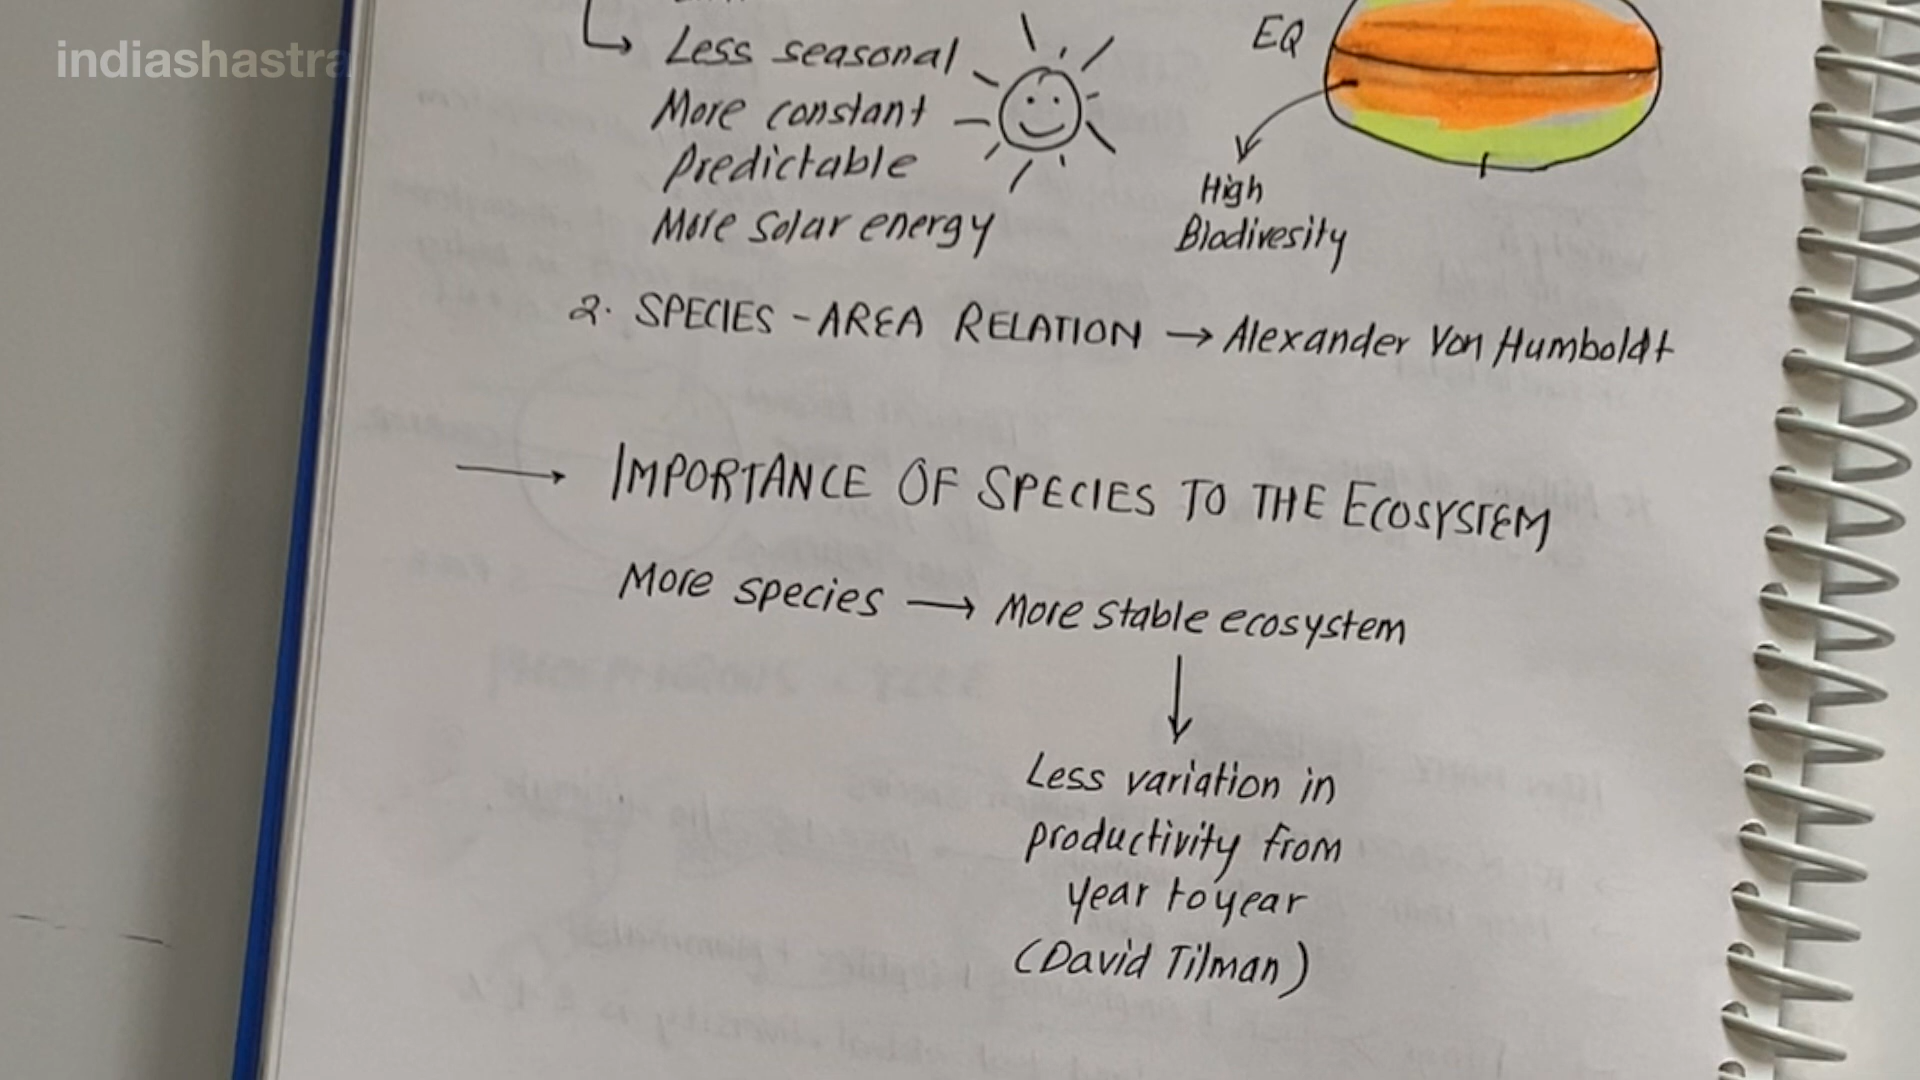 indiashastra
Less seasonal
More constant
Predictable
More Solar energy
EQ
High
Biodivesity
2. SPECIES - AREA RELATION → Alexander Von Humboldt
→ IMPORTANCE OF SPECIES TO THE ECOSYSTEM
More species → More stable ecosystem
Less variation in
productivity from
year to year
(David Tilman)